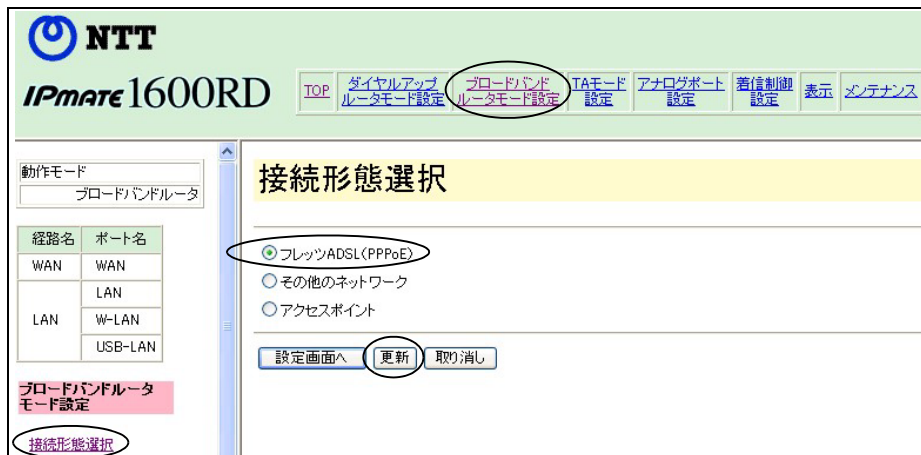 NTT
IPMATE1600RD
TOP ダイヤルアップ ブロードバンド TAモード アナログポート 着信制御 表示 メンテナンス
ルータモード設定 ルータモード設定 設定 設定 設定
動作モード
ブロードバンドルータ
接続形態選択
経路名 ポート名
WAN WAN
LAN
LAN W-LAN
USB-LAN
フレッツADSL(PPPoE)
その他のネットワーク
アクセスポイント
設定画面へ 更新 取り消し
ブロードバンドルータ
モード設定
接続形態選択